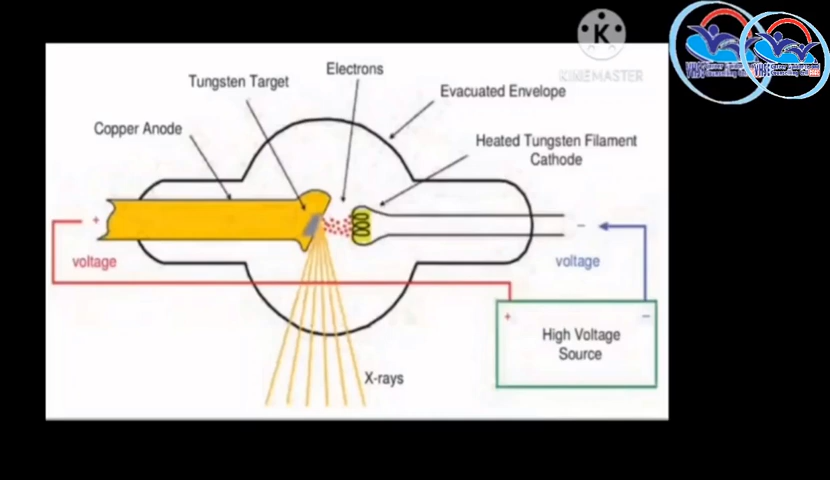 K
KINEMASTER
Electrons
Tungsten Target
Evacuated Envelope
Copper Anode
Heated Tungsten Filament
Cathode
+
−
voltage
voltage
+
−
High Voltage
Source
X-rays